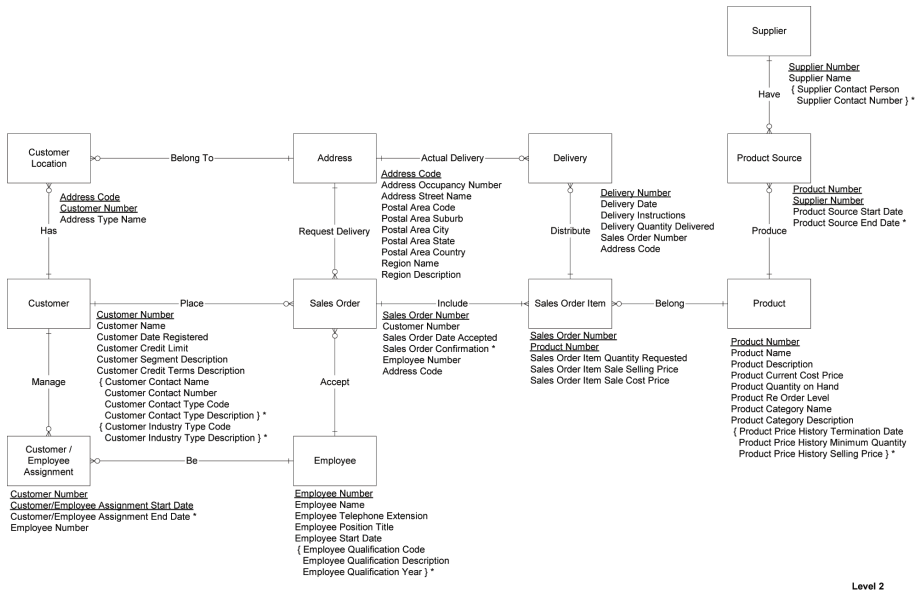 Supplier
Supplier Number
Supplier Name
{ Supplier Contact Person
Supplier Contact Number } *
Have
Customer
Location
Belong To
Address
Actual Delivery
Delivery
Product Source
Address Code
Customer Number
Address Type Name
Has
Address Code
Address Occupancy Number
Address Street Name
Postal Area Code
Postal Area Suburb
Postal Area City
Postal Area State
Postal Area Country
Region Name
Region Description
Request Delivery
Delivery Number
Delivery Date
Delivery Instructions
Delivery Quantity Delivered
Sales Order Number
Address Code
Distribute
Product Number
Supplier Number
Product Source Start Date
Product Source End Date *
Produce
Customer
Place
Sales Order
Include
Sales Order Item
Belong
Product
Customer Number
Customer Name
Customer Date Registered
Customer Credit Limit
Customer Segment Description
Customer Credit Terms Description
{ Customer Contact Name
Customer Contact Number
Customer Contact Type Code
Customer Contact Type Description } *
{ Customer Industry Type Code
Customer Industry Type Description } *
Manage
Sales Order Number
Customer Number
Sales Order Date Accepted
Sales Order Confirmation *
Employee Number
Address Code
Accept
Sales Order Number
Product Number
Sales Order Item Quantity Requested
Sales Order Item Sale Selling Price
Sales Order Item Sale Cost Price
Product Number
Product Name
Product Description
Product Current Cost Price
Product Quantity on Hand
Product Re Order Level
Product Category Name
Product Category Description
{ Product Price History Termination Date
Product Price History Minimum Quantity
Product Price History Selling Price } *
Customer /
Employee
Assignment
Be
Employee
Customer Number
Customer/Employee Assignment Start Date
Customer/Employee Assignment End Date *
Employee Number
Employee Number
Employee Name
Employee Telephone Extension
Employee Position Title
Employee Start Date
{ Employee Qualification Code
Employee Qualification Description
Employee Qualification Year } *
Level 2